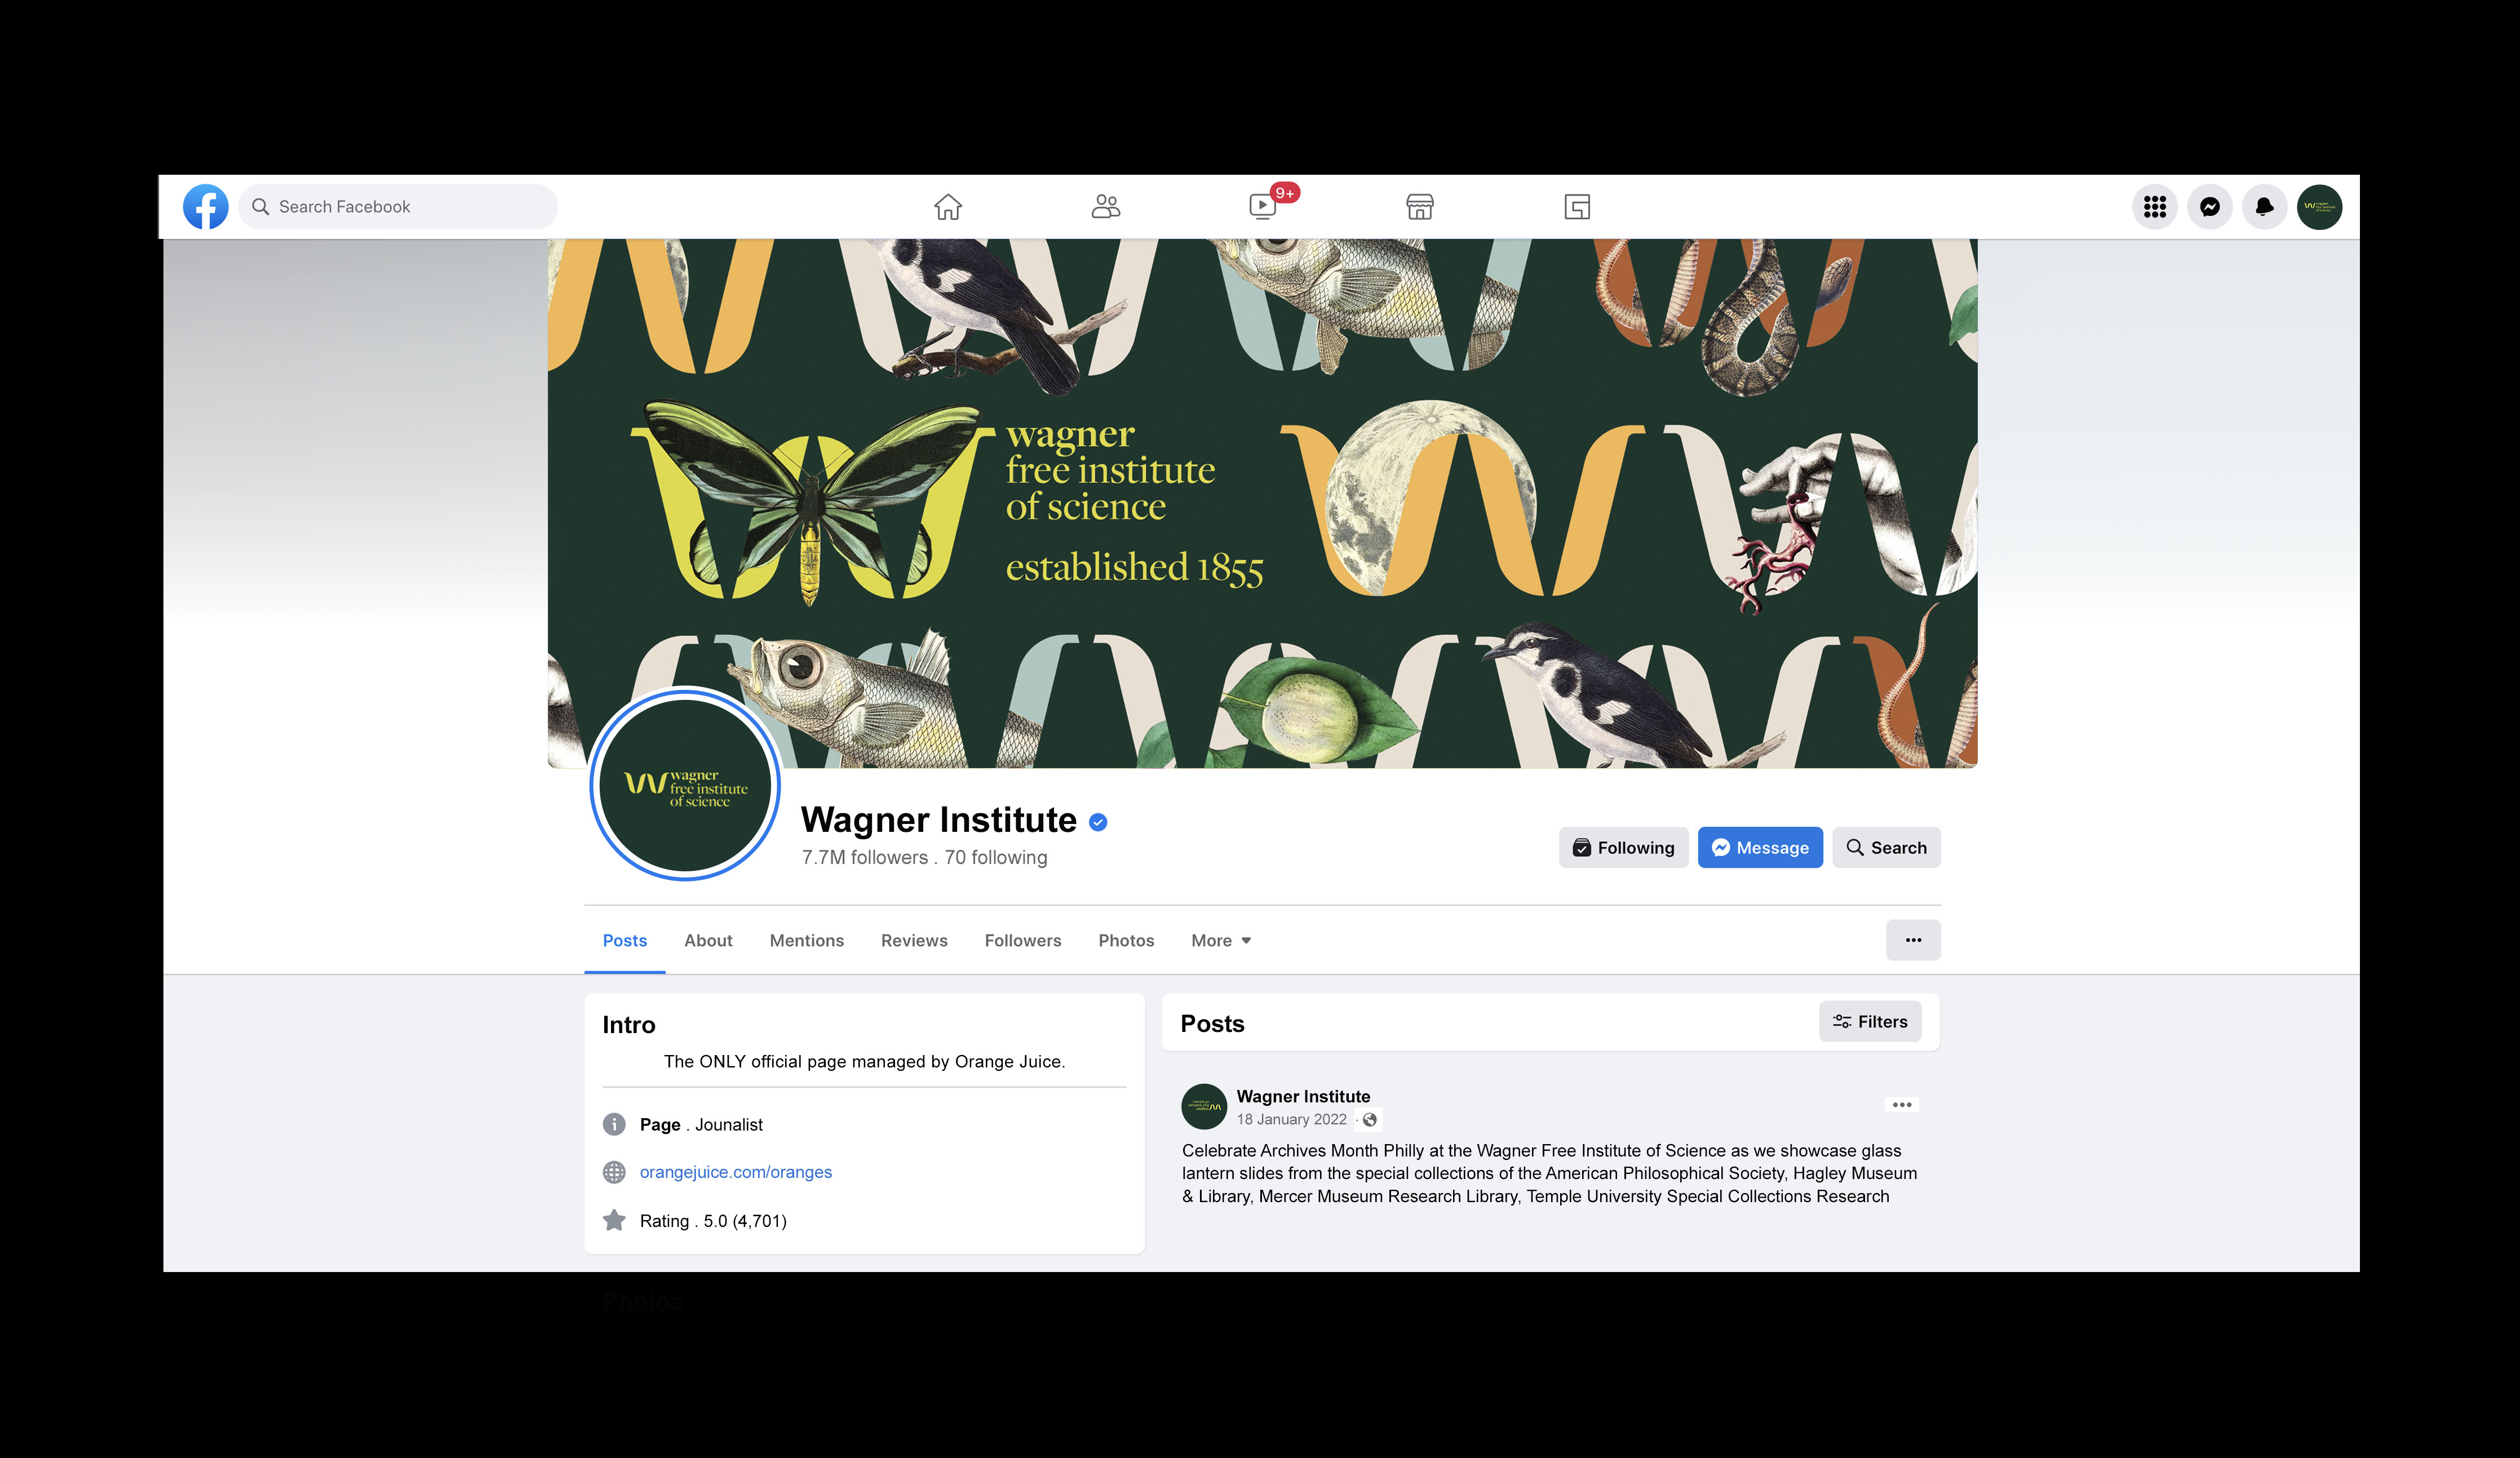 Search Facebook
9+
wagner
free institute
of science
established 1855
wagner
free institute
of science
Wagner Institute
7.7M followers . 70 following
Following
Message
Search
Posts
About
Mentions
Reviews
Followers
Photos
More
Intro
The ONLY official page managed by Orange Juice.
Page . Jounalist
orangejuice.com/oranges
Rating . 5.0 (4,701)
Photos
Posts
Filters
Wagner Institute
18 January 2022 ·
Celebrate Archives Month Philly at the Wagner Free Institute of Science as we showcase glass
lantern slides from the special collections of the American Philosophical Society, Hagley Museum
& Library, Mercer Museum Research Library, Temple University Special Collections Research